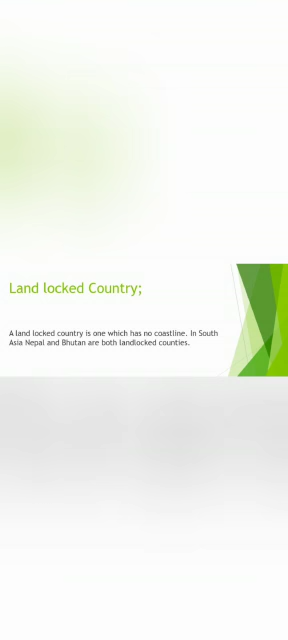 Land locked Country;
A land locked country is one which has no coastline. In South
Asia Nepal and Bhutan are both landlocked counties.